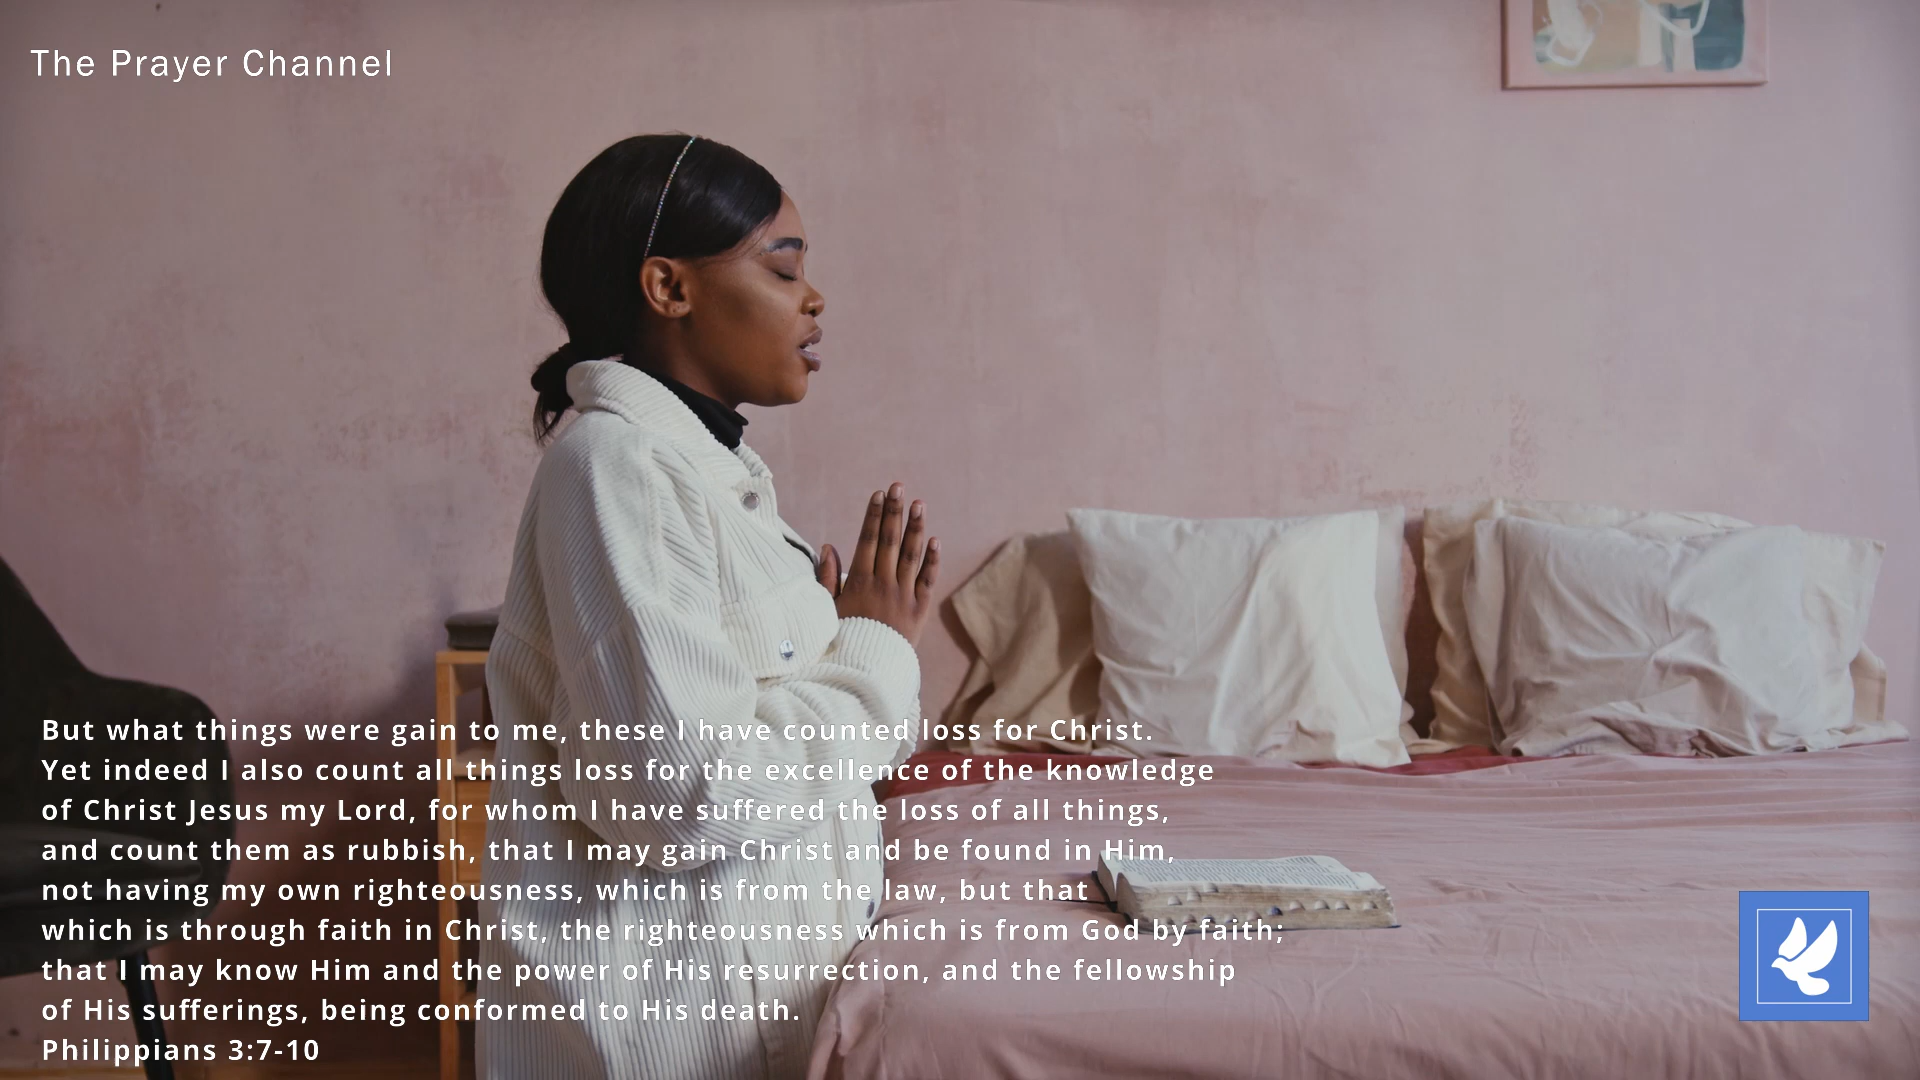 The Prayer Channel
But what things were gain to me, these I have counted loss for Christ.
Yet indeed I also count all things loss for the excellence of the knowledge
of Christ Jesus my Lord, for whom I have suffered the loss of all things,
and count them as rubbish, that I may gain Christ and be found in Him,
not having my own righteousness, which is from the law, but that
which is through faith in Christ, the righteousness which is from God by faith;
that I may know Him and the power of His resurrection, and the fellowship
of His sufferings, being conformed to His death.
Philippians 3:7-10